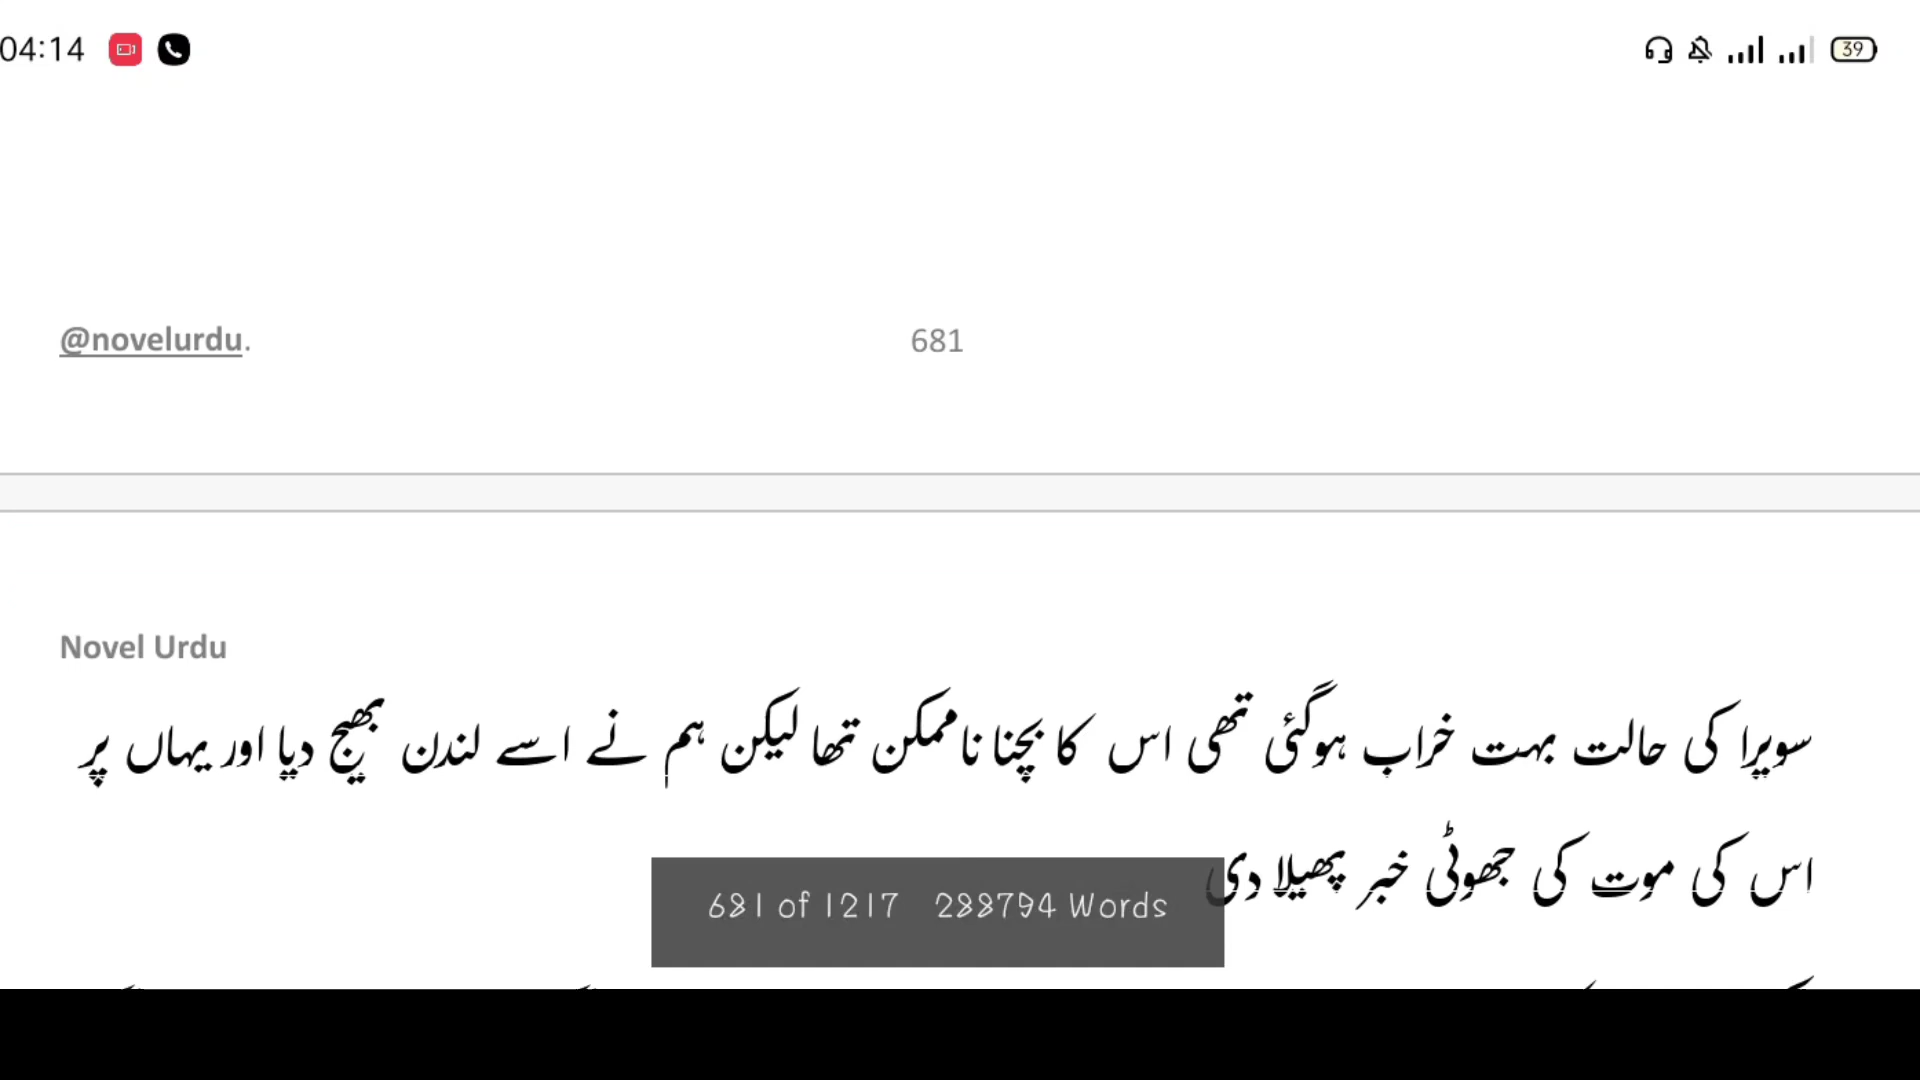 04:14
39
@novelurdu.
681
Novel Urdu
سویرا کی حالت بہت خراب ہوگئی تھی اس کا بچنا ناممکن تھا لیکن ہم نے اسے لندن بھیج دیا اور یہاں پر
اس کی موت کی جھوٹی خبر پھیلا دی
681 of 1217 288794 Words